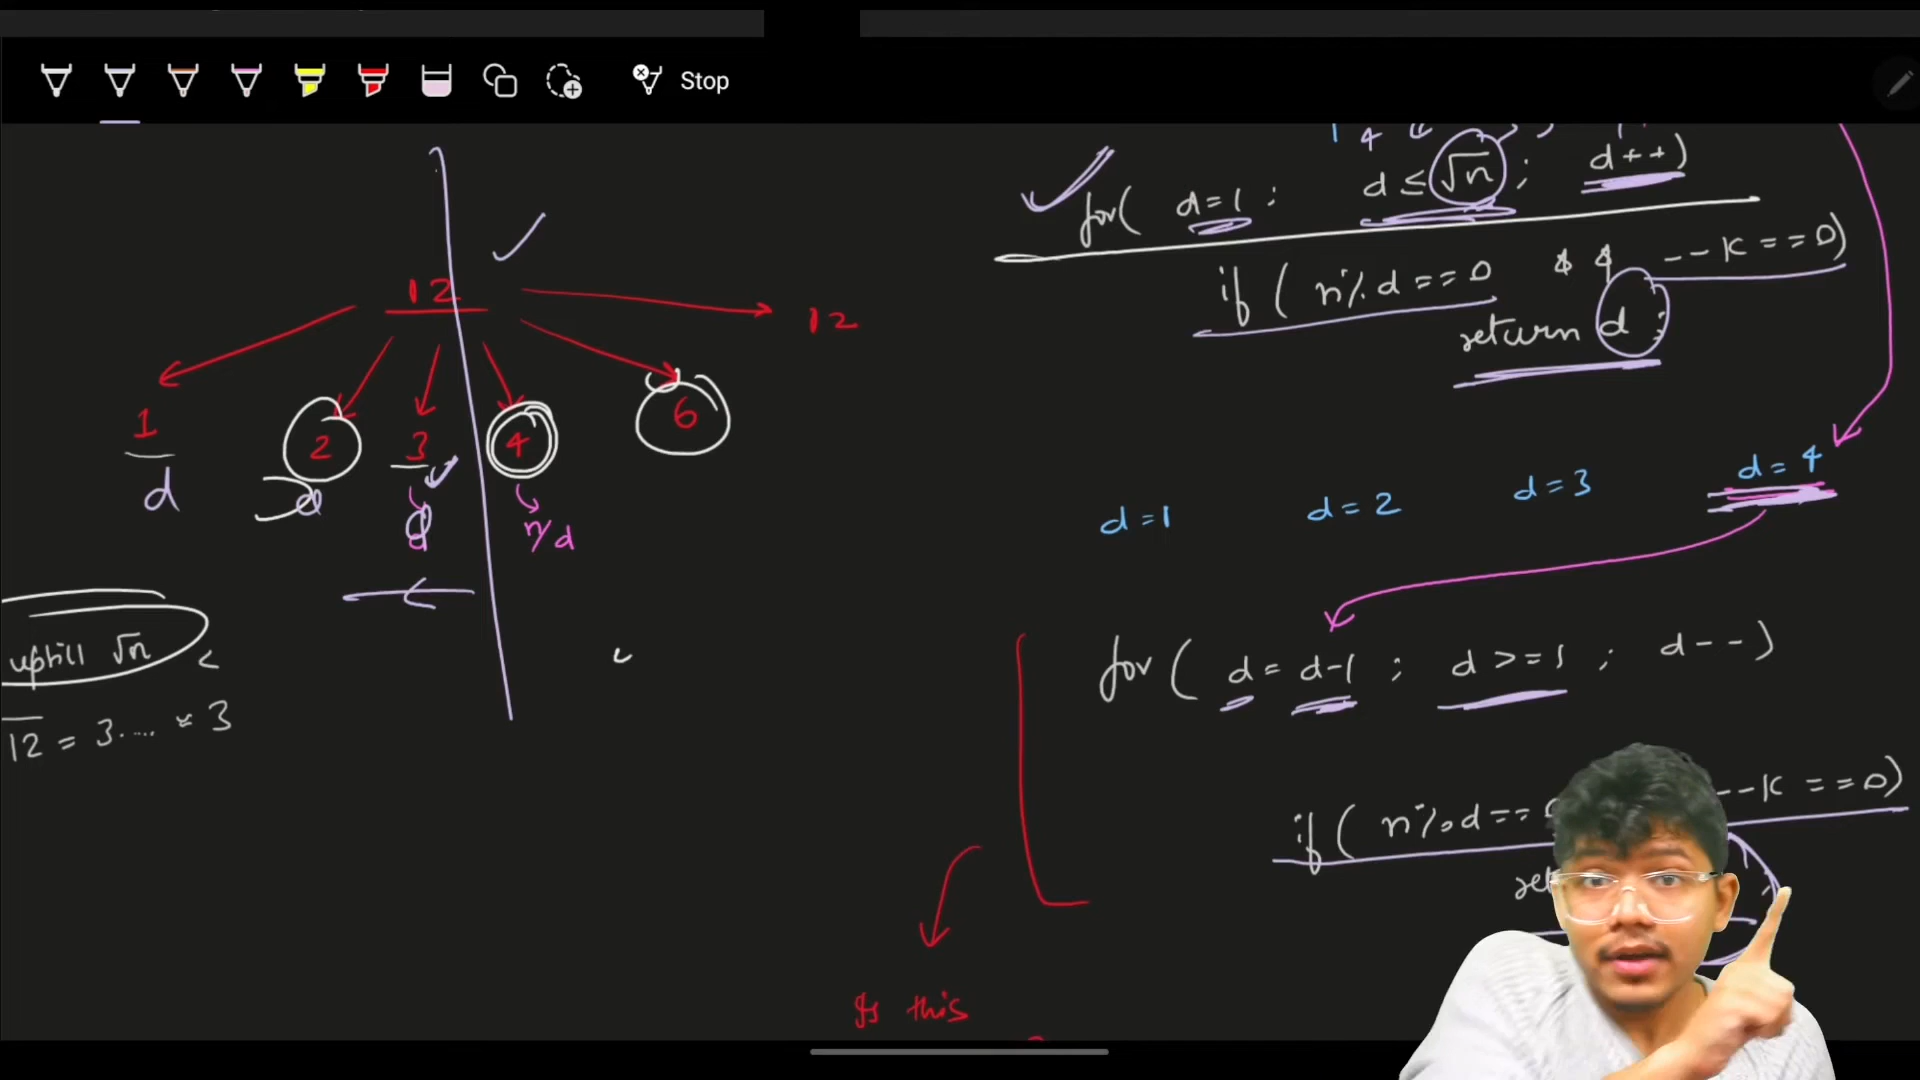 Stop
for( d=1 ; d ≤ √n ; d++)
if ( n%d==0 && --K==0)
return d ;
12
12
1 2 3 4 6
d d d n/d
d=1 d=2 d=3 d=4
uptill √n <
12 = 3.... ≈ 3
for( d = d-1 ; d >= 1 ; d--)
if( n%d== --K==0)
Is this